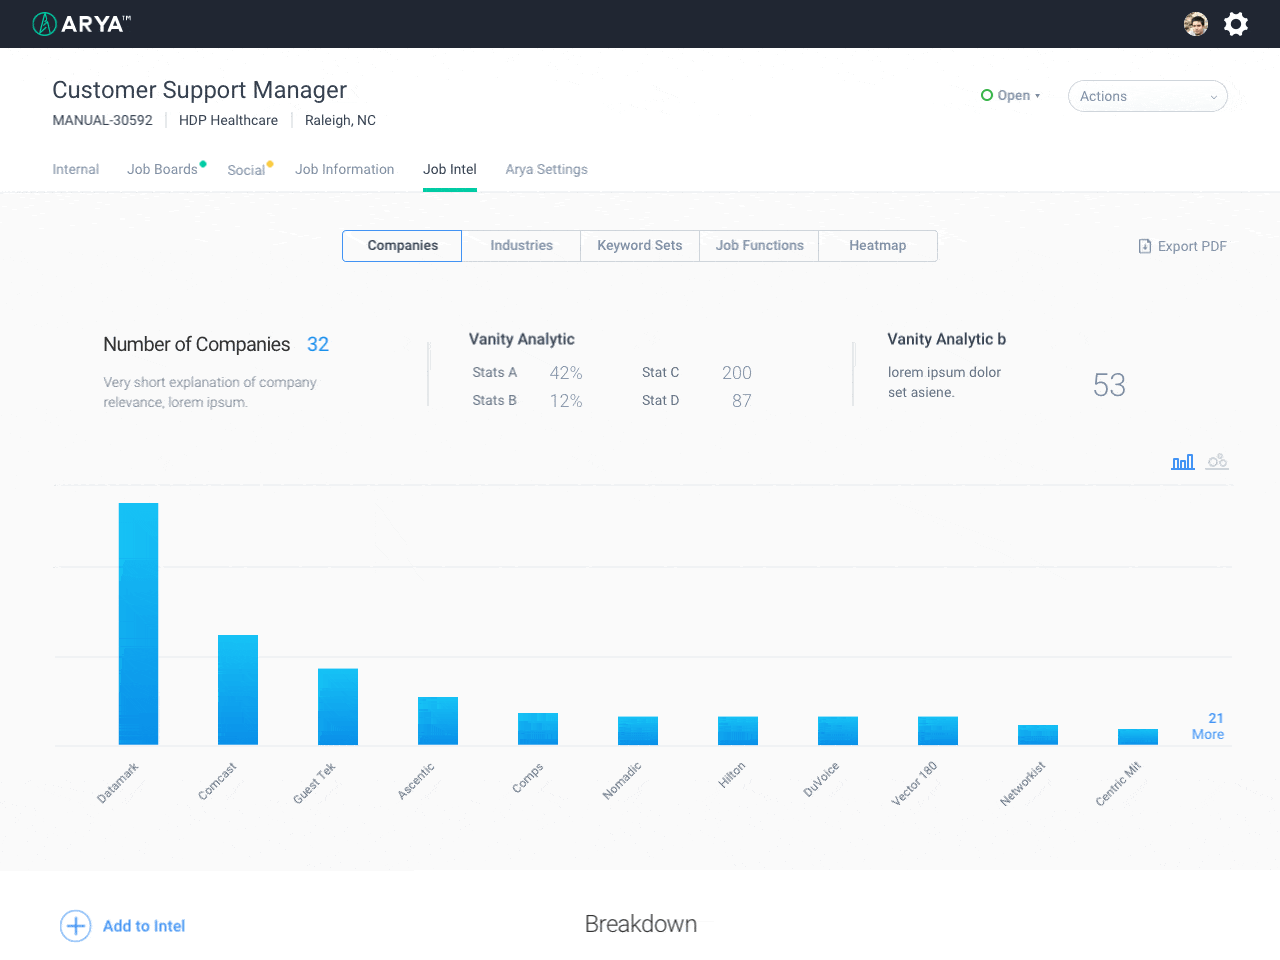 ARYA™
Customer Support Manager
Open
Actions
MANUAL-30592 HDP Healthcare Raleigh, NC
Internal Job Boards Social Job Information Job Intel Arya Settings
Companies Industries Keyword Sets Job Functions Heatmap
Export PDF
Number of Companies 32
Very short explanation of company
relevance, lorem ipsum.
Vanity Analytic
Stats A 42% Stat C 200
Stats B 12% Stat D 87
Vanity Analytic b
lorem ipsum dolor
set asiene.
53
21
More
Datamark Comcast Guest Tek Ascentic Comps Nomadic Hilton DuVoice Vector 180 Networkist Centric Mit
Add to Intel
Breakdown